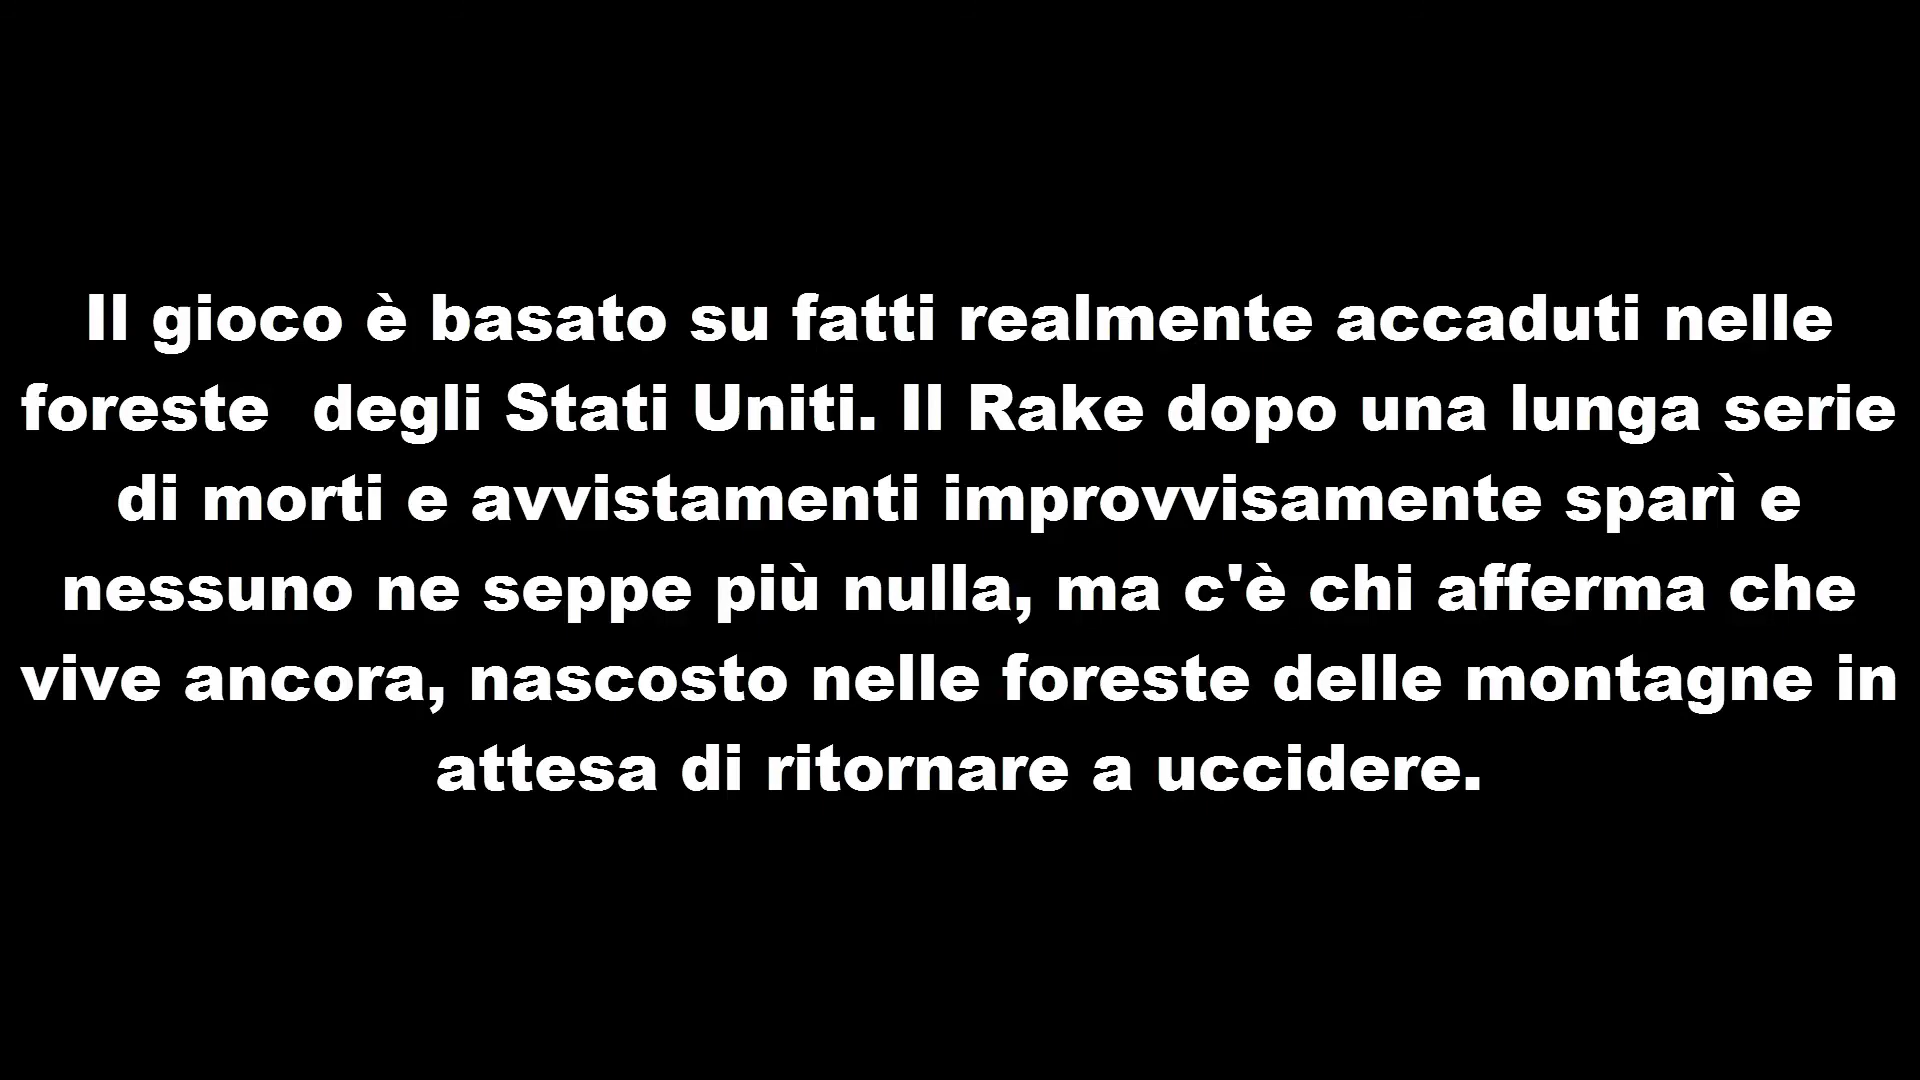 Il gioco è basato su fatti realmente accaduti nelle
foreste  degli Stati Uniti. Il Rake dopo una lunga serie
di morti e avvistamenti improvvisamente sparì e
nessuno ne seppe più nulla, ma c'è chi afferma che
vive ancora, nascosto nelle foreste delle montagne in
attesa di ritornare a uccidere.